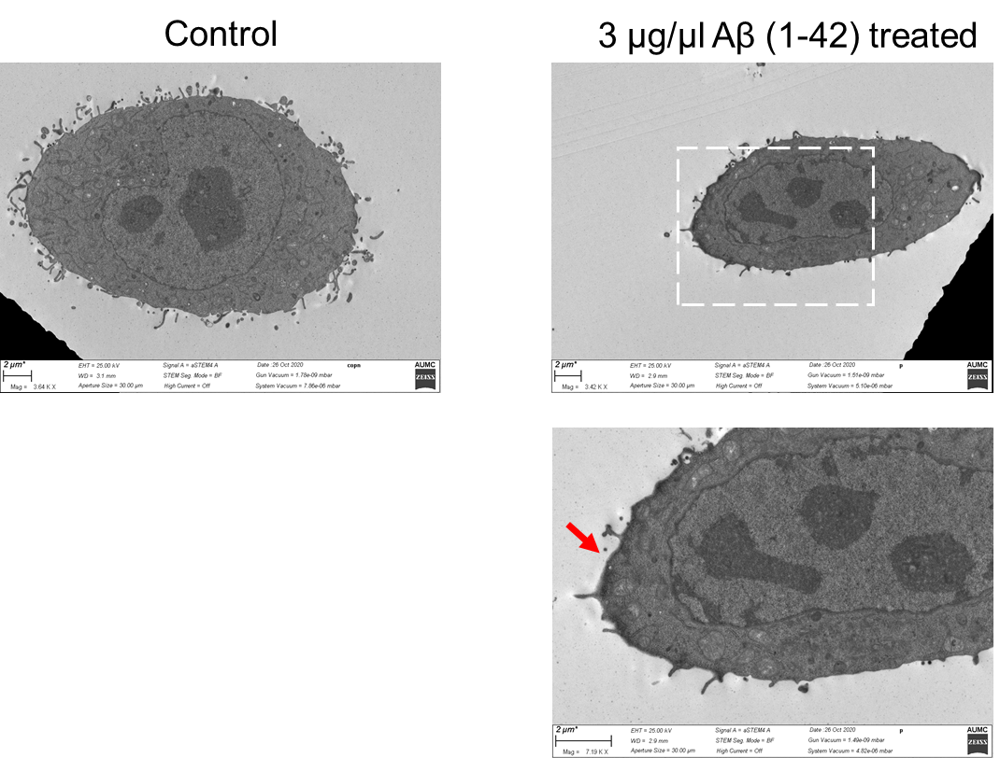 Control
3 µg/µl Aβ (1-42) treated
2 µm*
Mag = 3.64 K X
EHT = 25.00 kV
WD = 3.1 mm
Aperture Size = 30.00 µm
Signal A = aSTEM4 A
STEM Seg. Mode = BF
High Current = Off
Date :26 Oct 2020
Gun Vacuum = 1.78e-09 mbar
System Vacuum = 7.86e-06 mbar
copn
AUMC
ZEISS
2 µm*
Mag = 3.42 K X
EHT = 25.00 kV
WD = 2.9 mm
Aperture Size = 30.00 µm
Signal A = aSTEM4 A
STEM Seg. Mode = BF
High Current = Off
Date :26 Oct 2020
Gun Vacuum = 1.51e-09 mbar
System Vacuum = 5.10e-06 mbar
p
AUMC
ZEISS
2 µm*
Mag = 7.19 K X
EHT = 25.00 kV
WD = 2.9 mm
Aperture Size = 30.00 µm
Signal A = aSTEM4 A
STEM Seg. Mode = BF
High Current = Off
Date :26 Oct 2020
Gun Vacuum = 1.49e-09 mbar
System Vacuum = 4.82e-06 mbar
p
AUMC
ZEISS